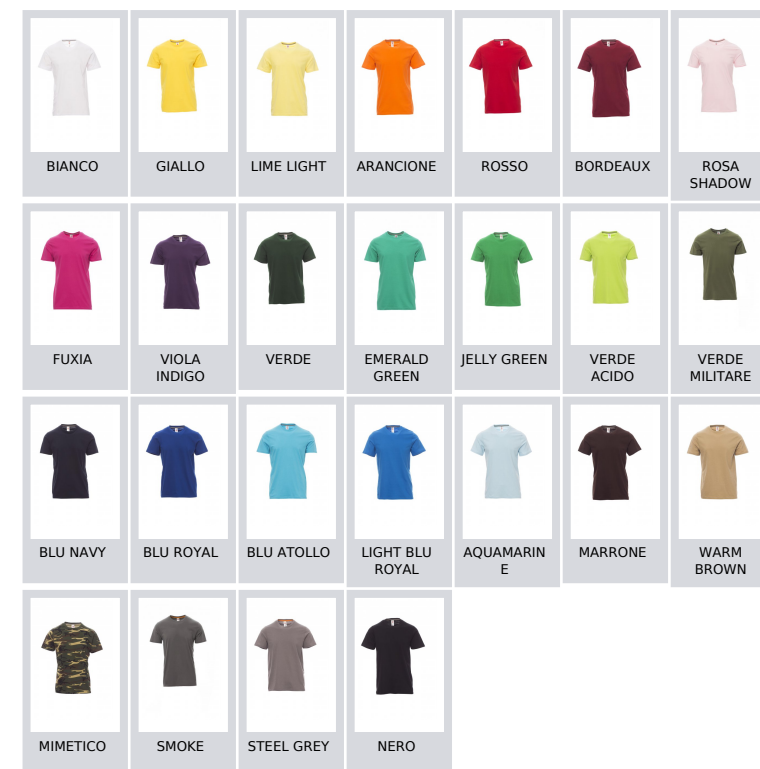 BIANCO
GIALLO
LIME LIGHT
ARANCIONE
ROSSO
BORDEAUX
ROSA
SHADOW
FUXIA
VIOLA
INDIGO
VERDE
EMERALD
GREEN
JELLY GREEN
VERDE
ACIDO
VERDE
MILITARE
BLU NAVY
BLU ROYAL
BLU ATOLLO
LIGHT BLU
ROYAL
AQUAMARIN
E
MARRONE
WARM
BROWN
MIMETICO
SMOKE
STEEL GREY
NERO